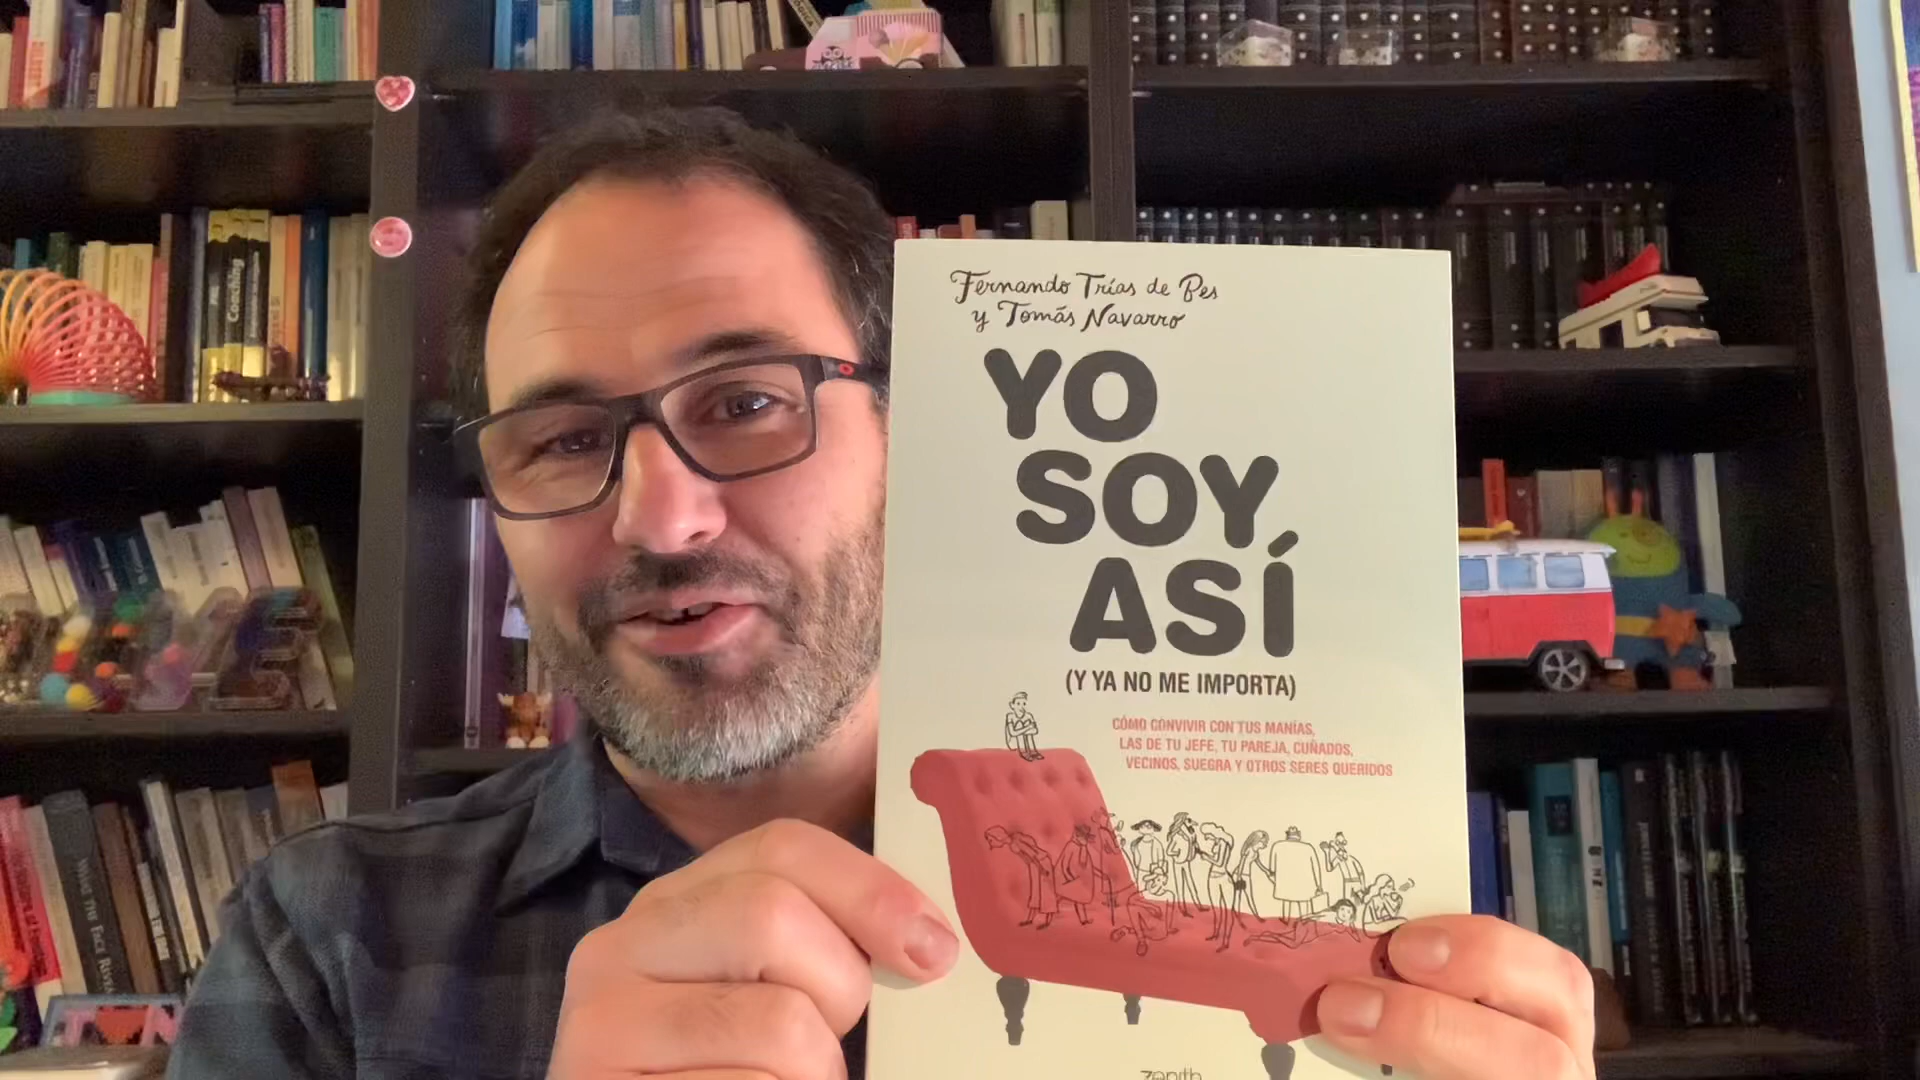 Fernando Trías de Bes
y Tomás Navarro
YO
SOY
ASÍ
(Y YA NO ME IMPORTA)
CÓMO CONVIVIR CON TUS MANÍAS,
LAS DE TU JEFE, TU PAREJA, CUÑADOS,
VECINOS, SUEGRA Y OTROS SERES QUERIDOS
zenith
Coaching